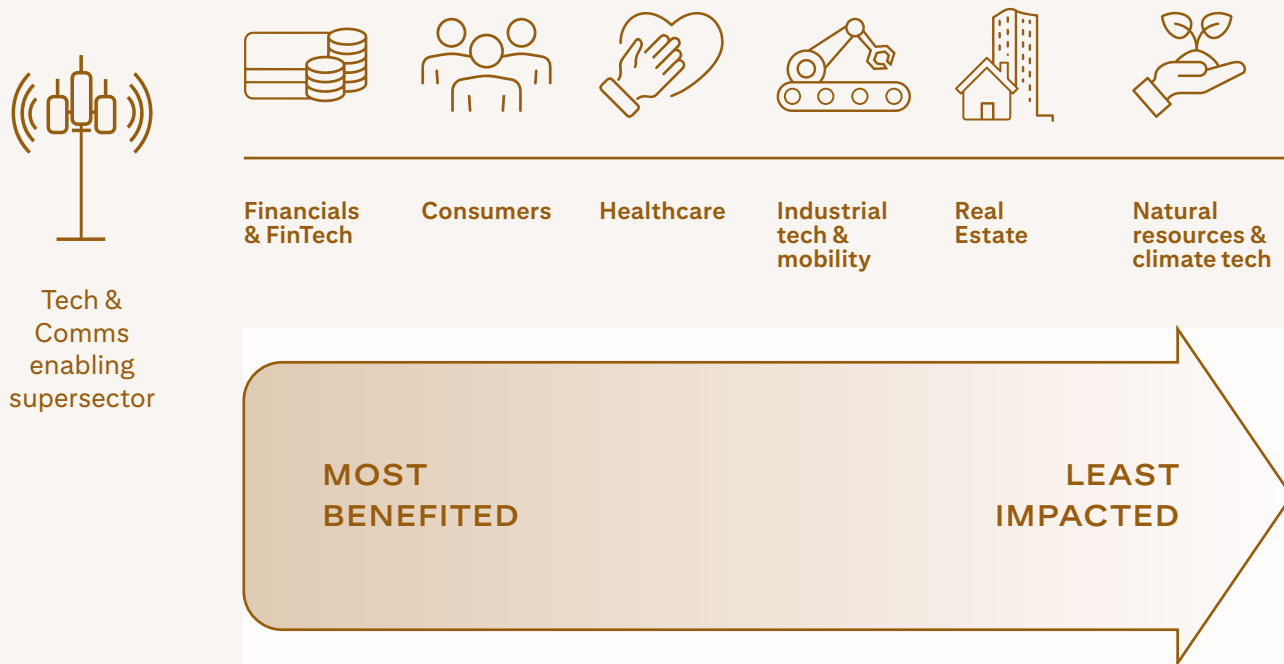 Tech &
Comms
enabling
supersector
Financials
& FinTech
Consumers
Healthcare
Industrial
tech &
mobility
Real
Estate
Natural
resources &
climate tech
MOST
BENEFITED
LEAST
IMPACTED